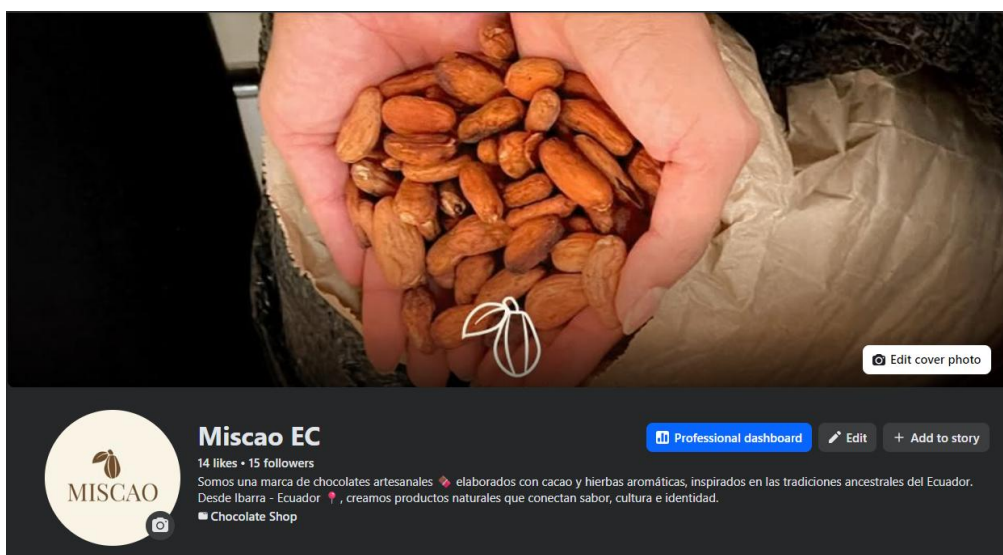 Edit cover photo
MISCAO
Miscao EC
14 likes • 15 followers
Somos una marca de chocolates artesanales 🍫 elaborados con cacao y hierbas aromáticas, inspirados en las tradiciones ancestrales del Ecuador.
Desde Ibarra - Ecuador 📍, creamos productos naturales que conectan sabor, cultura e identidad.
Chocolate Shop
Professional dashboard
Edit
+ Add to story